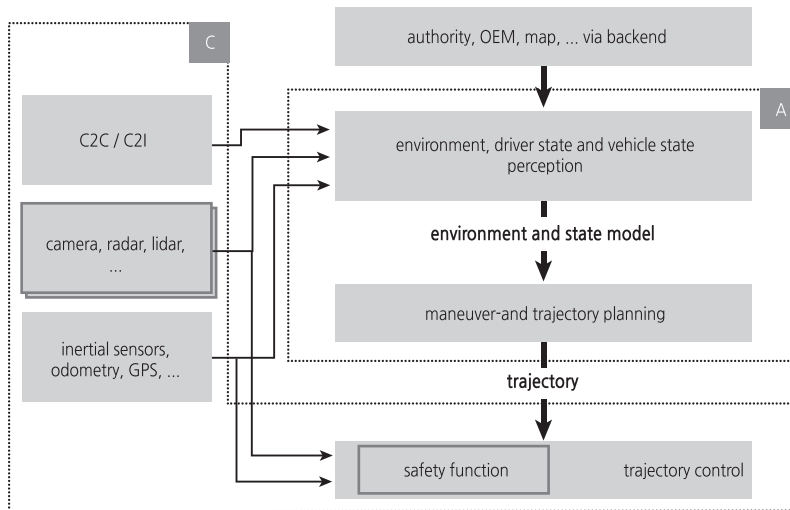 C
authority, OEM, map, ... via backend
A
C2C / C2I
environment, driver state and vehicle state
perception
camera, radar, lidar,
...
environment and state model
inertial sensors,
odometry, GPS, ...
maneuver-and trajectory planning
trajectory
safety function
trajectory control